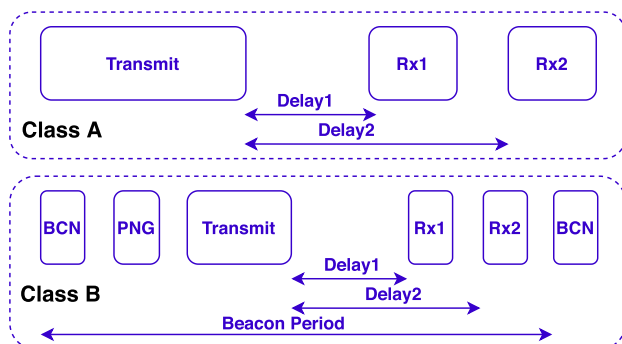 Transmit
Rx1
Rx2
Delay1
Delay2
Class A
BCN
PNG
Transmit
Rx1
Rx2
BCN
Delay1
Delay2
Class B
Beacon Period